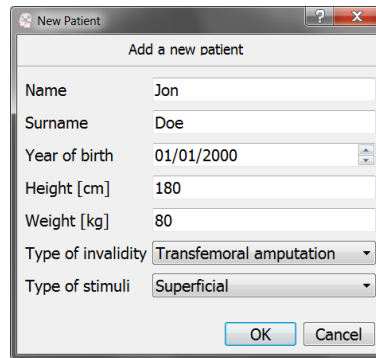 New Patient
Add a new patient
Name Jon
Surname Doe
Year of birth 01/01/2000
Height [cm] 180
Weight [kg] 80
Type of invalidity Transfemoral amputation
Type of stimuli Superficial
OK Cancel